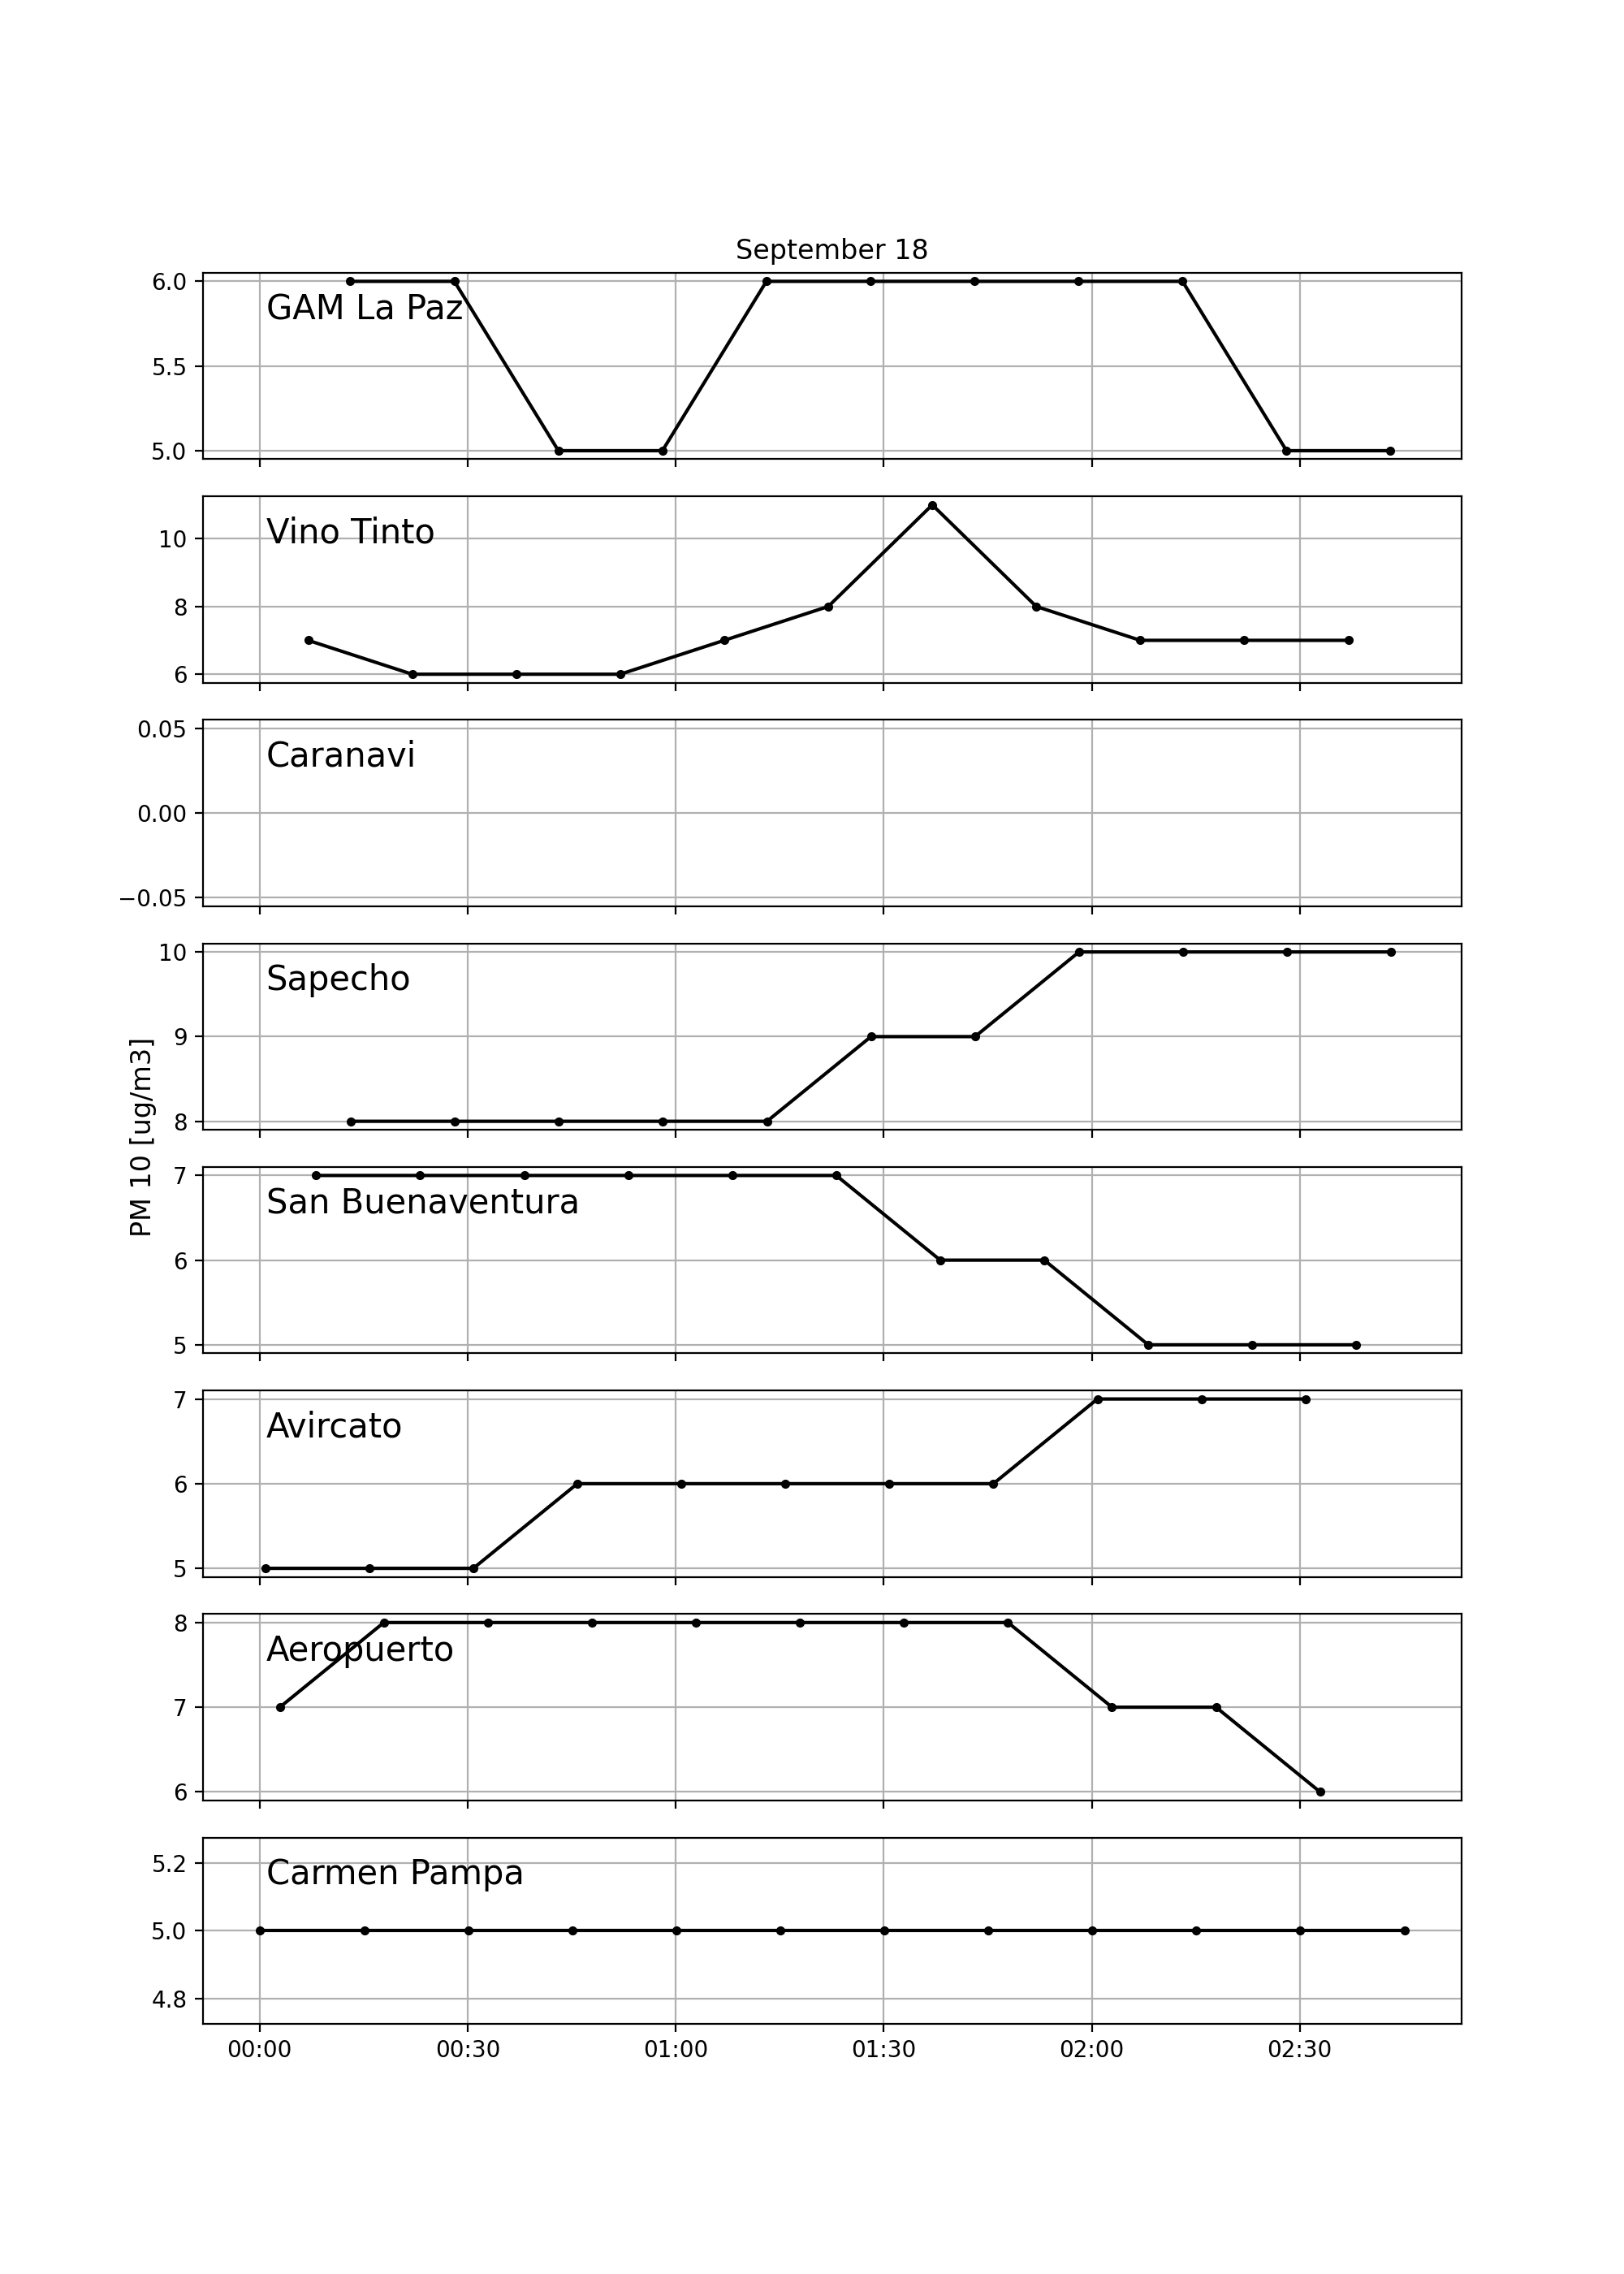 September 18
6.0
GAM La Paz
5.5
5.0
Vino Tinto
10
8
6
0.05
Caranavi
0.00
−0.05
10
Sapecho
9
8
PM 10 [ug/m3]
7
San Buenaventura
6
5
7
Avircato
6
5
8
Aeropuerto
7
6
5.2
Carmen Pampa
5.0
4.8
00:00 00:30 01:00 01:30 02:00 02:30